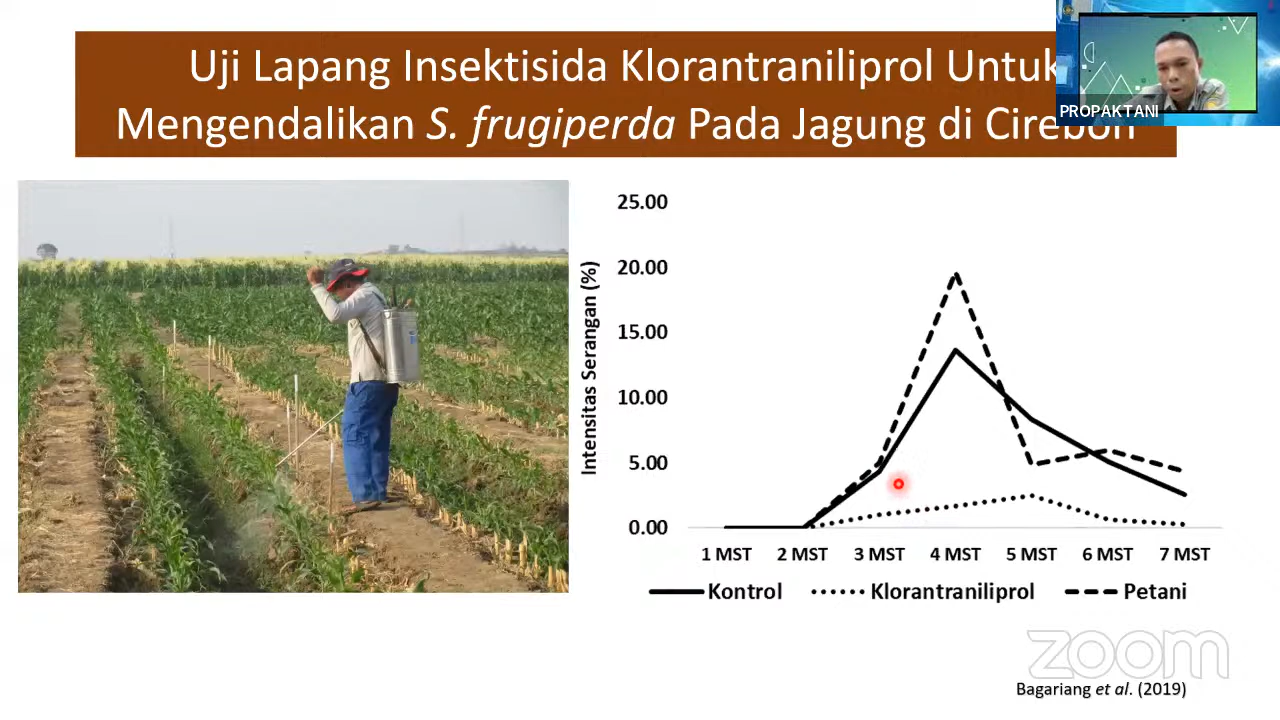 Uji Lapang Insektisida Klorantraniliprol Untuk
Mengendalikan S. frugiperda Pada Jagung di Cirebon
PROPAKTANI
25.00
20.00
15.00
10.00
5.00
0.00
Intensitas Serangan (%)
1 MST 2 MST 3 MST 4 MST 5 MST 6 MST 7 MST
Kontrol Klorantraniliprol Petani
zoom
Bagariang et al. (2019)